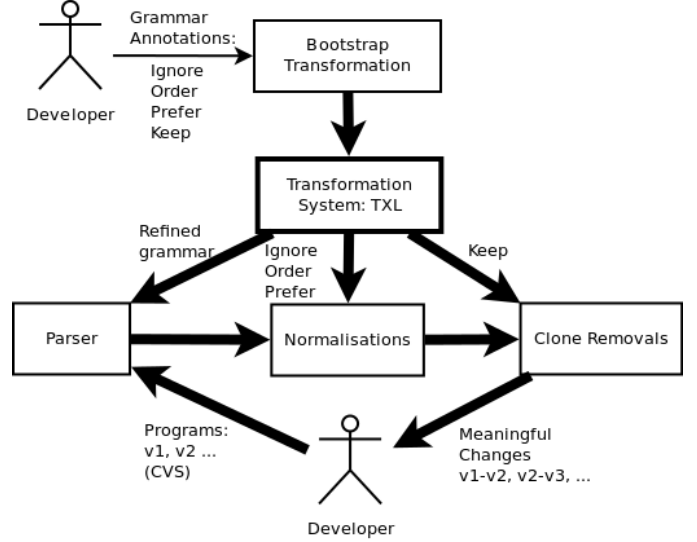 Grammar
Annotations:
Ignore
Order
Prefer
Keep
Developer
Bootstrap
Transformation
Transformation
System: TXL
Refined
grammar
Ignore
Order
Prefer
Keep
Parser
Normalisations
Clone Removals
Programs:
v1, v2 ...
(CVS)
Meaningful
Changes
v1-v2, v2-v3, ...
Developer